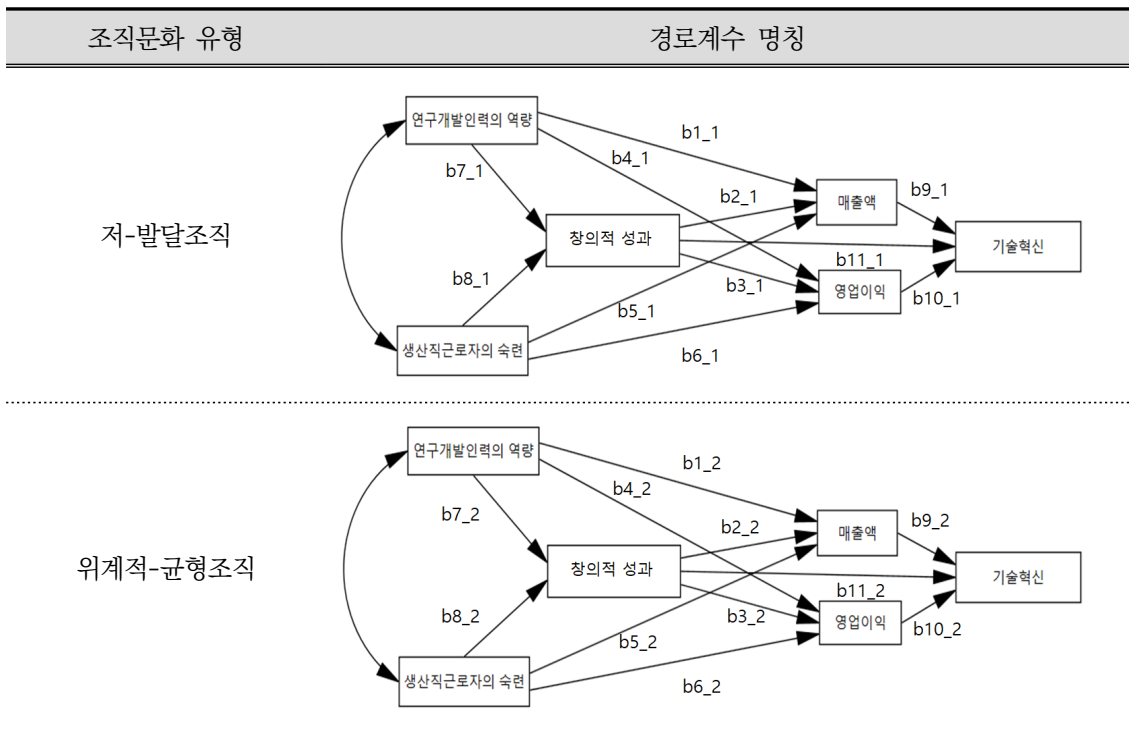 조직문화 유형
경로계수 명칭
저-발달조직
연구개발인력의 역량
b1_1
b4_1
b7_1
b2_1
매출액
b9_1
창의적 성과
기술혁신
b11_1
b8_1
b3_1
영업이익
b10_1
b5_1
생산직근로자의 숙련
b6_1
위계적-균형조직
연구개발인력의 역량
b1_2
b4_2
b7_2
b2_2
매출액
b9_2
창의적 성과
기술혁신
b11_2
b8_2
b3_2
영업이익
b10_2
b5_2
생산직근로자의 숙련
b6_2